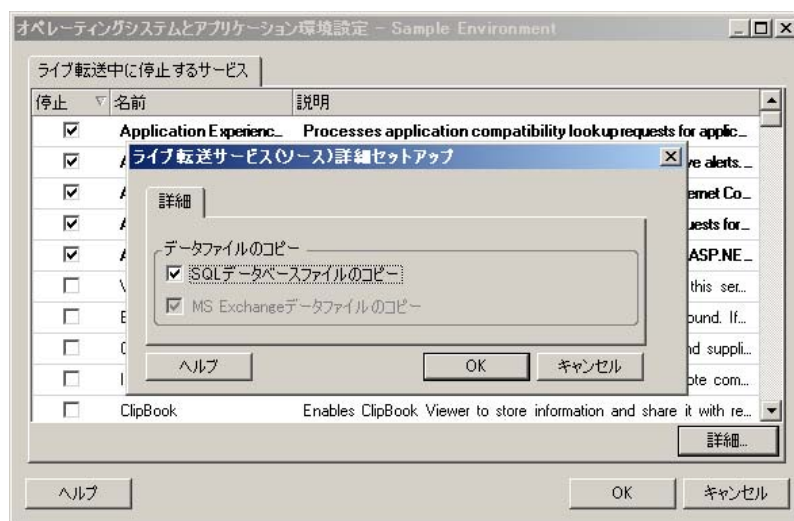 オペレーティングシステムとアプリケーション環境設定 - Sample Environment
ライブ転送中に停止するサービス
停止 名前 説明
Application Experienc... Processes application compatibility lookup requests for applic...
ライブ転送サービス(ソース)詳細セットアップ
ve alerts. ...
詳細
ernet Co...
uests for...
データファイルのコピー
ASP.NE...
SQLデータベースファイルのコピー
this ser...
MS Exchangeデータファイルのコピー
ound. If...
nd suppli...
ヘルプ OK キャンセル
ote com...
ClipBook Enables ClipBook Viewer to store information and share it with re...
詳細...
ヘルプ OK キャンセル